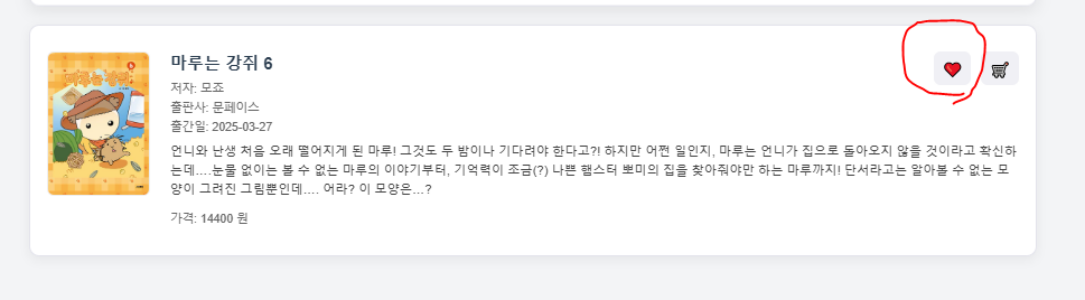 마루는 강쥐
마루는 강쥐 6
저자: 모죠
출판사: 문페이스
출간일: 2025-03-27
언니와 난생 처음 오래 떨어지게 된 마루! 그것도 두 밤이나 기다려야 한다고?! 하지만 어쩐 일인지, 마루는 언니가 집으로 돌아오지 않을 것이라고 확신하
는데….눈물 없이는 볼 수 없는 마루의 이야기부터, 기억력이 조금(?) 나쁜 햄스터 뽀미의 집을 찾아줘야만 하는 마루까지! 단서라고는 알아볼 수 없는 모
양이 그려진 그림뿐인데…. 어라? 이 모양은…?
가격: 14400 원